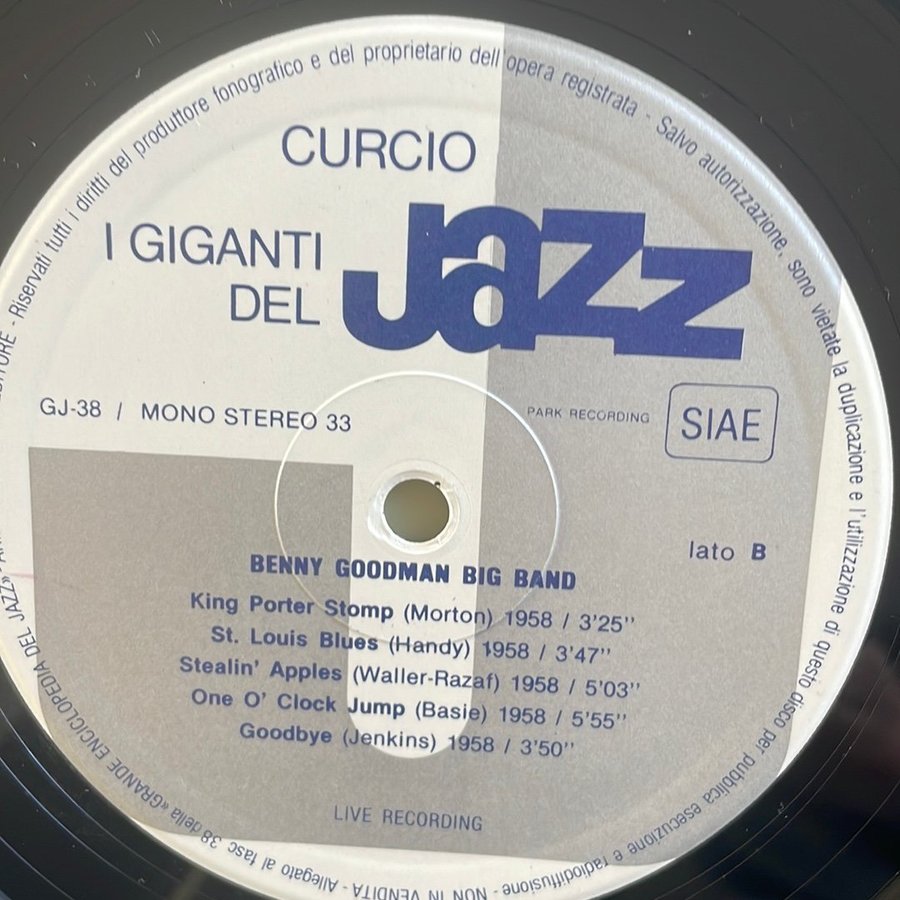 Riservati tutti i diritti del produttore fonografico e del proprietario dell'opera registrata - Salvo autorizzazione, sono vietate la duplicazione e l'utilizzazione di questo disco per pubblica esecuzione e radiodiffusione - NON IN VENDITA - Allegato al fasc 38 della «GRANDE ENCICLOPEDIA DEL JAZZ» -
CURCIO
I GIGANTI
DEL
Jazz
GJ-38 / MONO STEREO 33
PARK RECORDING
SIAE
lato B
BENNY GOODMAN BIG BAND
King Porter Stomp (Morton) 1958 / 3'25''
St. Louis Blues (Handy) 1958 / 3'47''
Stealin' Apples (Waller-Razaf) 1958 / 5'03''
One O' Clock Jump (Basie) 1958 / 5'55''
Goodbye (Jenkins) 1958 / 3'50''
LIVE RECORDING